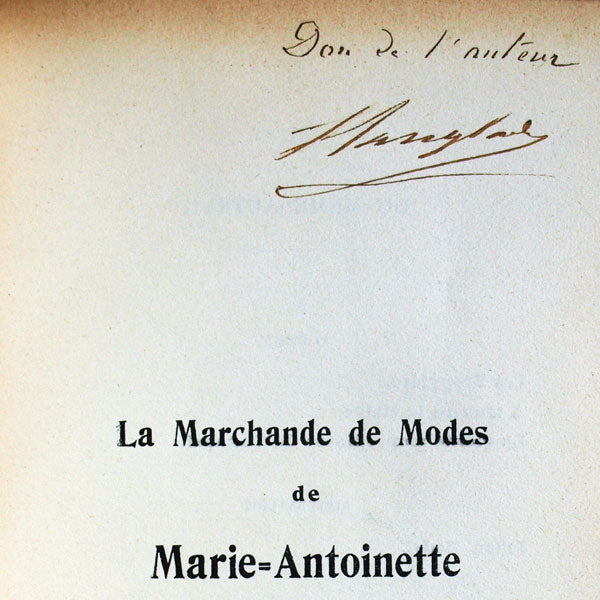 Don de l'auteur
La Marchande de Modes
de
Marie=Antoinette